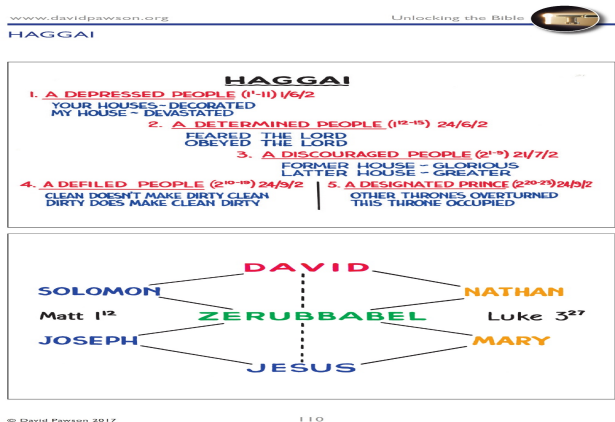 www.davidpawson.org Unlocking the Bible
HAGGAI
HAGGAI
1. A DEPRESSED PEOPLE (1¹-11) 1/6/2
YOUR HOUSES - DECORATED
MY HOUSE ~ DEVASTATED
2. A DETERMINED PEOPLE (1¹²⁻¹⁵) 24/6/2
FEARED THE LORD
OBEYED THE LORD
3. A DISCOURAGED PEOPLE (2¹⁻⁹) 21/7/2
FORMER HOUSE ~ GLORIOUS
LATTER HOUSE ~ GREATER
4. A DEFILED PEOPLE (2¹⁰⁻¹⁹) 24/9/2
CLEAN DOESN'T MAKE DIRTY CLEAN
DIRTY DOES MAKE CLEAN DIRTY
5. A DESIGNATED PRINCE (2²⁰⁻²³) 24/9/2
OTHER THRONES OVERTURNED
THIS THRONE OCCUPIED
DAVID
SOLOMON NATHAN
Matt 1¹² ZERUBBABEL Luke 3²⁷
JOSEPH MARY
JESUS
© David Pawson 2017 110